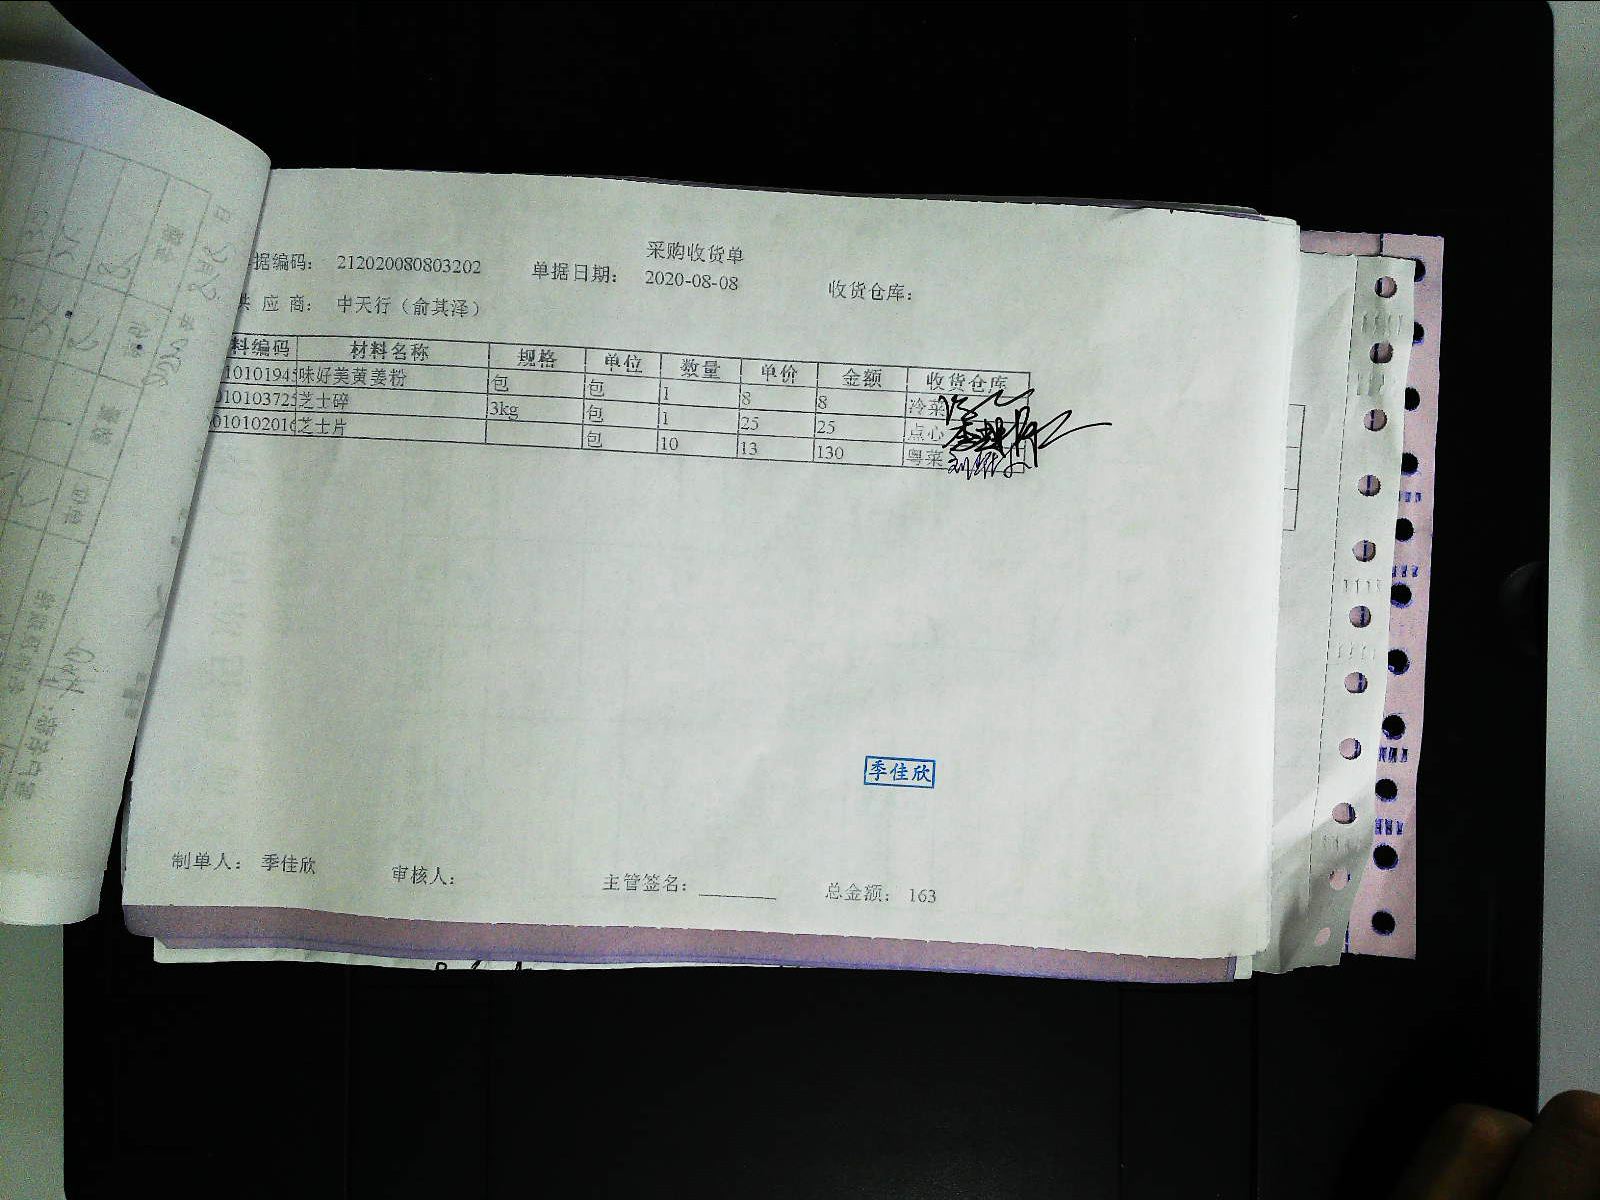 采购收货单
据编码： 212020080803202 单据日期： 2020-08-08 收货仓库：
供 应 商： 中天行（俞其泽）
料编码 材料名称 规格 单位 数量 单价 金额 收货仓库
10101945 味好美黄姜粉 包 包 1 8 8 冷菜
010103725 芝士碎 3kg 包 1 25 25 点心
010102016 芝士片 包 10 13 130 粤菜
季佳欣
制单人： 季佳欣 审核人： 主管签名： 总金额： 163